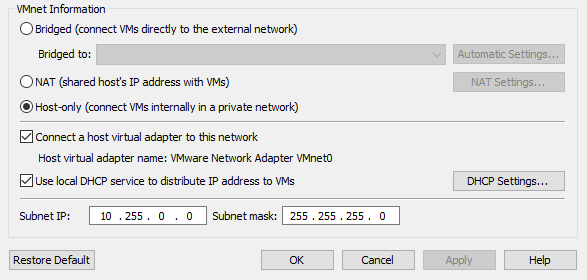 VMnet Information
Bridged (connect VMs directly to the external network)
Bridged to: Automatic Settings...
NAT (shared host's IP address with VMs) NAT Settings...
Host-only (connect VMs internally in a private network)
Connect a host virtual adapter to this network
Host virtual adapter name: VMware Network Adapter VMnet0
Use local DHCP service to distribute IP address to VMs DHCP Settings...
Subnet IP: 10 . 255 . 0 . 0 Subnet mask: 255 . 255 . 255 . 0
Restore Default OK Cancel Apply Help